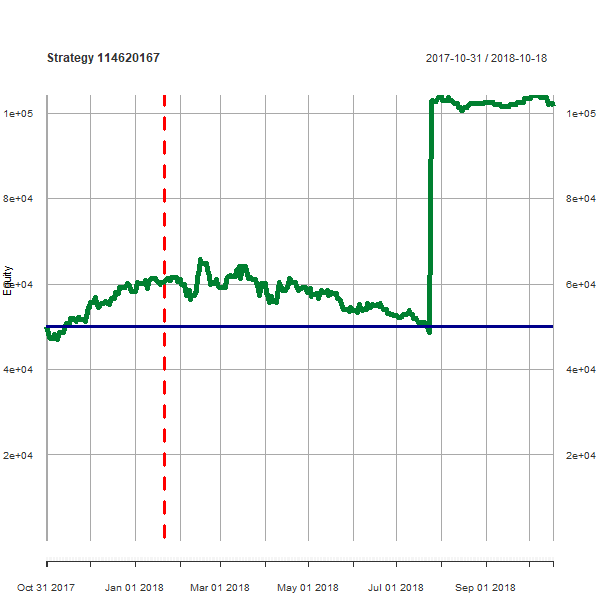 Strategy 114620167
2017-10-31 / 2018-10-18
1e+05
1e+05
8e+04
8e+04
Equity
6e+04
4e+04
4e+04
2e+04
2e+04
Oct 31 2017
Jan 01 2018
Mar 01 2018
May 01 2018
Jul 01 2018
Sep 01 2018